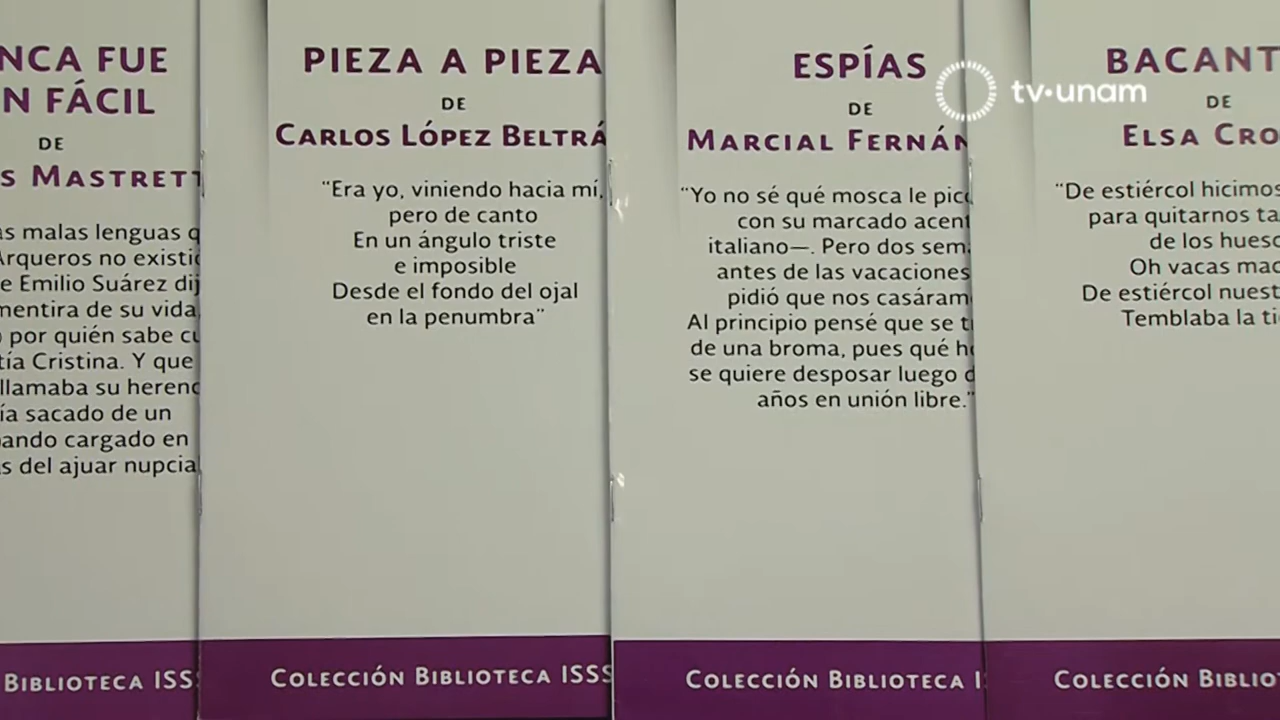 NCA FUE
N FÁCIL
DE
S MASTRETT
as malas lenguas q
Arqueros no existi
e Emilio Suárez dij
mentira de su vida
por quién sabe cu
tía Cristina. Y que
llamaba su herenc
ía sacado de un
ando cargado en
s del ajuar nupcia
BIBLIOTECA ISS
PIEZA A PIEZA
DE
CARLOS LÓPEZ BELTRÁ
"Era yo, viniendo hacia mí,
pero de canto
En un ángulo triste
e imposible
Desde el fondo del ojal
en la penumbra"
COLECCIÓN BIBLIOTECA ISSS
ESPÍAS
DE
MARCIAL FERNÁN
"Yo no sé qué mosca le picó
con su marcado acent
italiano—. Pero dos sem
antes de las vacaciones
pidió que nos casáram
Al principio pensé que se t
de una broma, pues qué ho
se quiere desposar luego d
años en unión libre."
COLECCIÓN BIBLIOTECA I
BACANT
DE
ELSA CRO
"De estiércol hicimos
para quitarnos ta
de los hueso
Oh vacas mac
De estiércol nuest
Temblaba la ti
COLECCIÓN BIBLIO
tv·unam